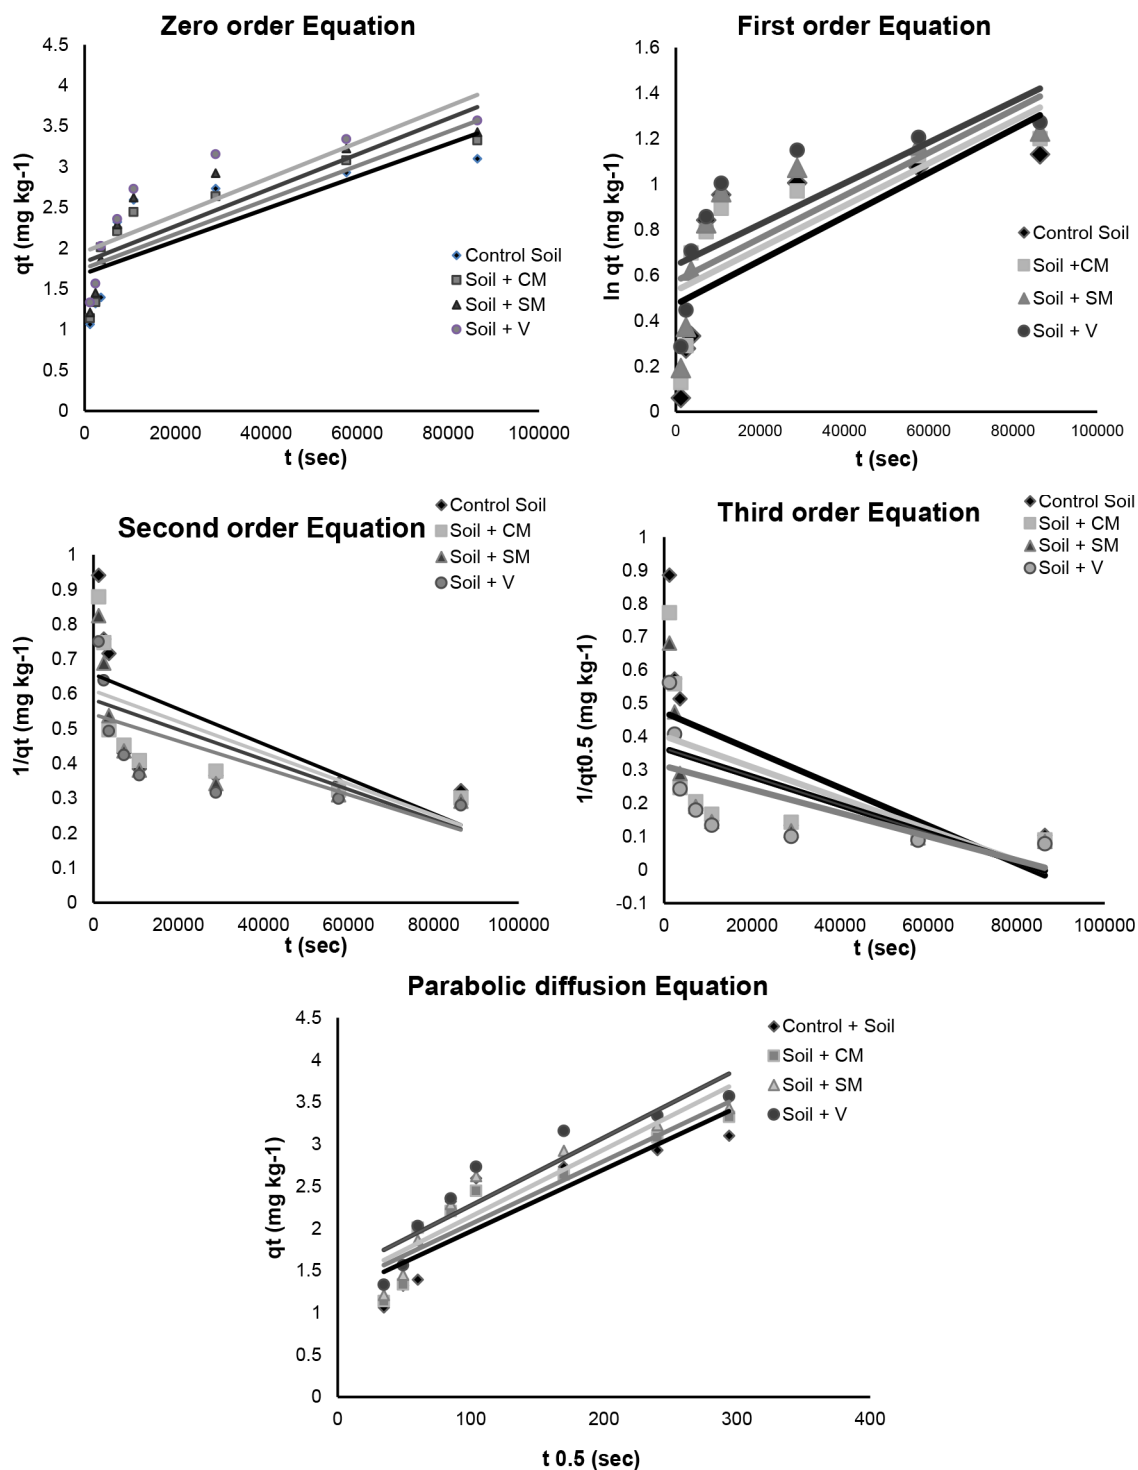 Zero order Equation
qt (mg kg-1)
4.5
4
3.5
3
2.5
2
1.5
1
0.5
0
0 20000 40000 60000 80000 100000
t (sec)
Control Soil
Soil + CM
Soil + SM
Soil + V
First order Equation
ln qt (mg kg-1)
1.6
1.4
1.2
1
0.8
0.6
0.4
0.2
0
0 20000 40000 60000 80000 100000
t (sec)
Control Soil
Soil +CM
Soil + SM
Soil + V
Second order Equation
1/qt (mg kg-1)
1
0.9
0.8
0.7
0.6
0.5
0.4
0.3
0.2
0.1
0
0 20000 40000 60000 80000 100000
t (sec)
Control Soil
Soil + CM
Soil + SM
Soil + V
Third order Equation
1/qt0.5 (mg kg-1)
1
0.9
0.8
0.7
0.6
0.5
0.4
0.3
0.2
0.1
0
-0.1
0 20000 40000 60000 80000 100000
t (sec)
Control Soil
Soil + CM
Soil + SM
Soil + V
Parabolic diffusion Equation
qt (mg kg-1)
4.5
4
3.5
3
2.5
2
1.5
1
0.5
0
0 100 200 300 400
t 0.5 (sec)
Control + Soil
Soil + CM
Soil + SM
Soil + V